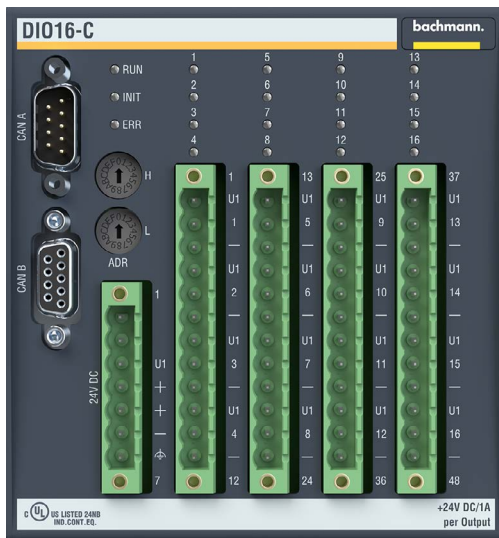 DIO16-C
bachmann.
RUN
INIT
ERR
1 5 9 13
2 6 10 14
3 7 11 15
4 8 12 16
CAN A
H
L
ADR
CAN B
24V DC
1
U1
+
+
—
7
1 13 25 37
U1 U1 U1 U1
1 5 9 13
— — — —
U1 U1 U1 U1
2 6 10 14
— — — —
U1 U1 U1 U1
3 7 11 15
— — — —
U1 U1 U1 U1
4 8 12 16
— — — —
12 24 36 48
C UL US LISTED 24NB
IND.CONT.EQ.
+24V DC/1A
per Output